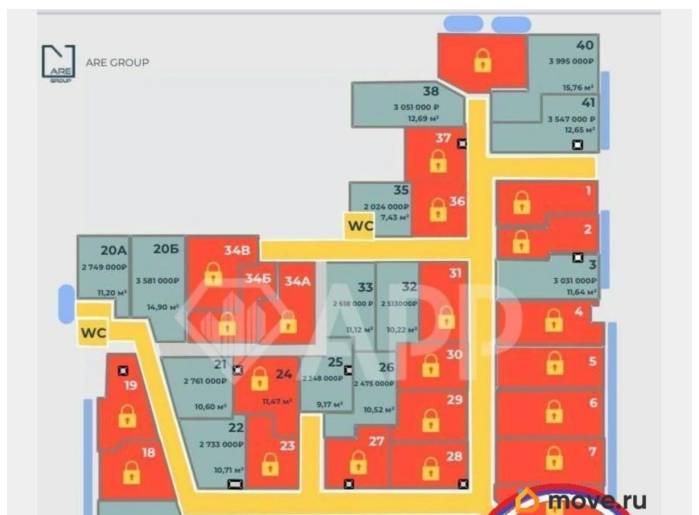 ARE
GROUP
ARE GROUP
40
3 995 000₽
15,76 м²
38
3 051 000 ₽
12,69 м²
41
3 547 000 ₽
12,65 м²
37
35
2 024 000₽
7,43 м²
36
1
WC
2
20А
2 749 000₽
11,20 м²
20Б
3 581 000₽
14,90 м²
34В
34Б
34А
33
2 618 000 ₽
11,12 м²
32
2 513000₽
10,22 м²
31
3
3 031 000₽
11,64 м²
4
WC
APP
21
2 761 000₽
10,60 м²
24
11,47 м²
25
2 248 000₽
9,17 м²
26
2 475 000₽
10,52 м²
30
5
19
22
2 733 000₽
10,71 м²
29
6
18
23
27
28
7
move.ru